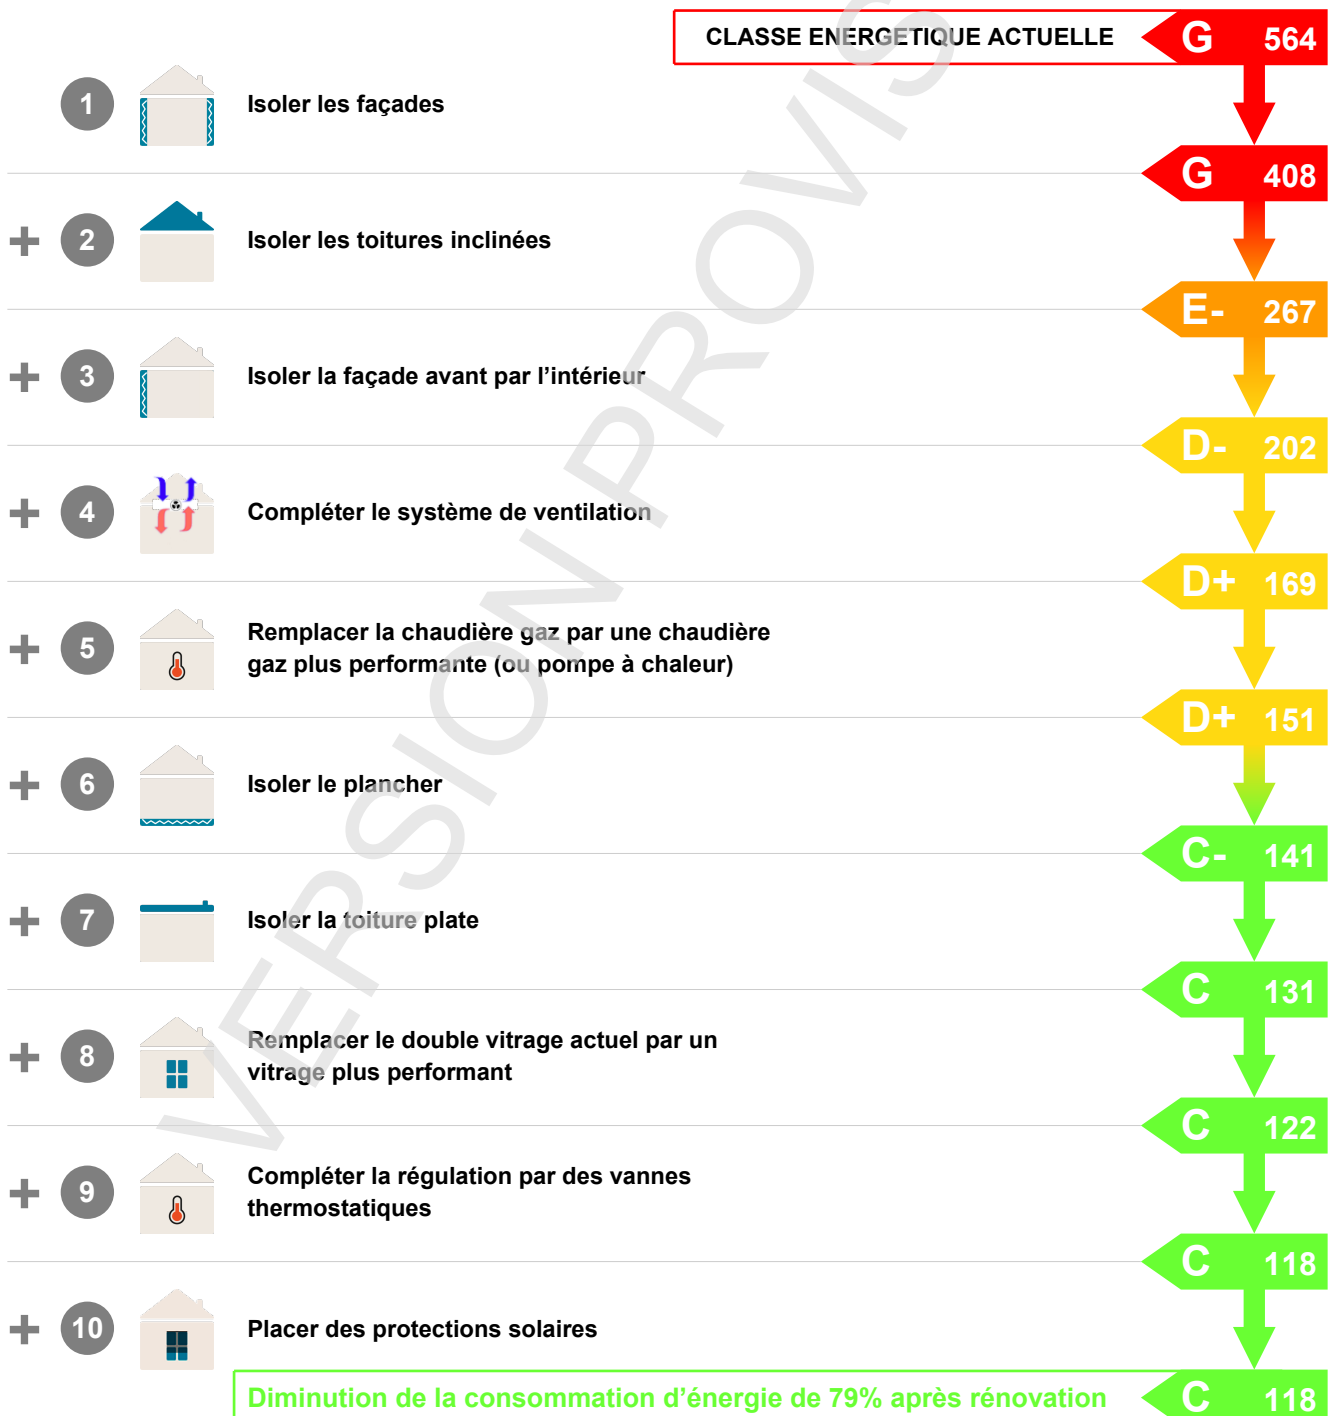 CLASSE ENERGETIQUE ACTUELLE G 564
1 Isoler les façades
G 408
+ 2 Isoler les toitures inclinées
E- 267
+ 3 Isoler la façade avant par l'intérieur
D- 202
+ 4 Compléter le système de ventilation
D+ 169
+ 5 Remplacer la chaudière gaz par une chaudière
gaz plus performante (ou pompe à chaleur)
D+ 151
+ 6 Isoler le plancher
C- 141
+ 7 Isoler la toiture plate
C 131
+ 8 Remplacer le double vitrage actuel par un
vitrage plus performant
C 122
+ 9 Compléter la régulation par des vannes
thermostatiques
C 118
+ 10 Placer des protections solaires
Diminution de la consommation d'énergie de 79% après rénovation C 118
VERSION PROVIS